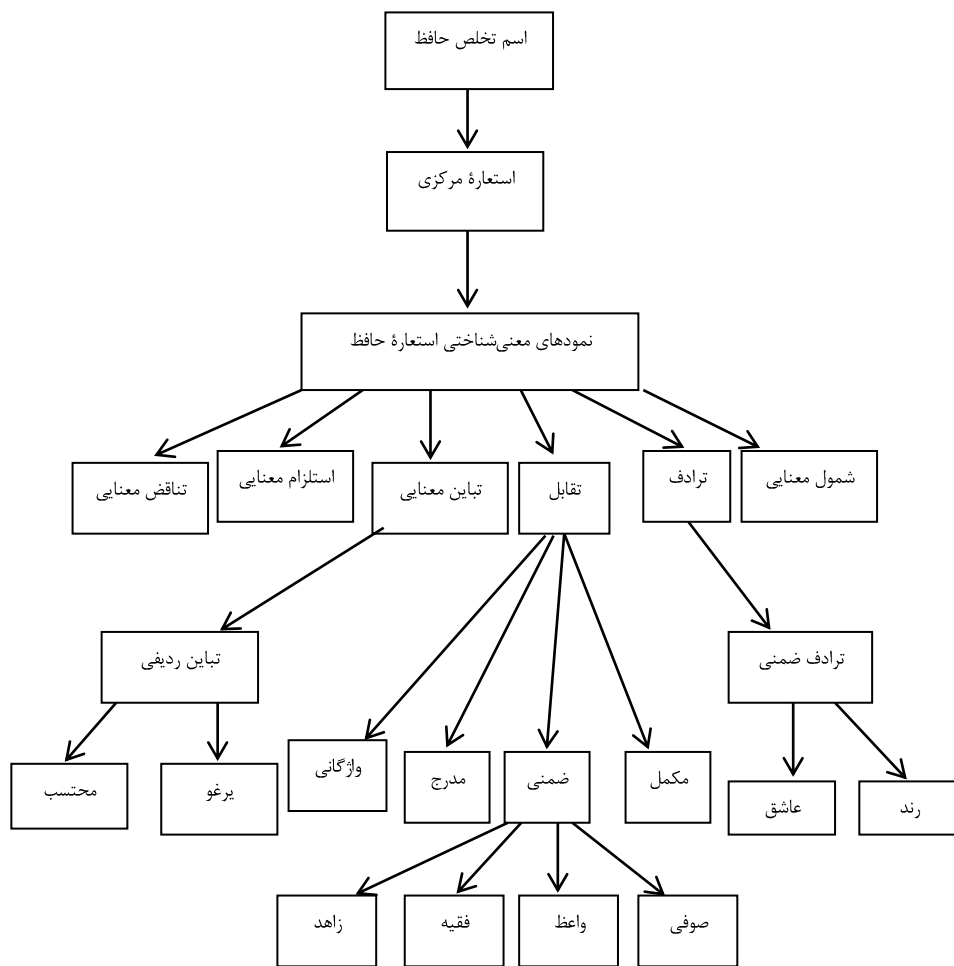 اسم تخلص حافظ
استعارهٔ مرکزی
نمودهای معنی‌شناختی استعارهٔ حافظ
شمول معنایی
ترادف
تقابل
تباین معنایی
استلزام معنایی
تناقض معنایی
ترادف ضمنی
تباین ردیفی
رند
عاشق
مکمل
ضمنی
مدرج
واژگانی
یرغو
محتسب
صوفی
واعظ
فقیه
زاهد